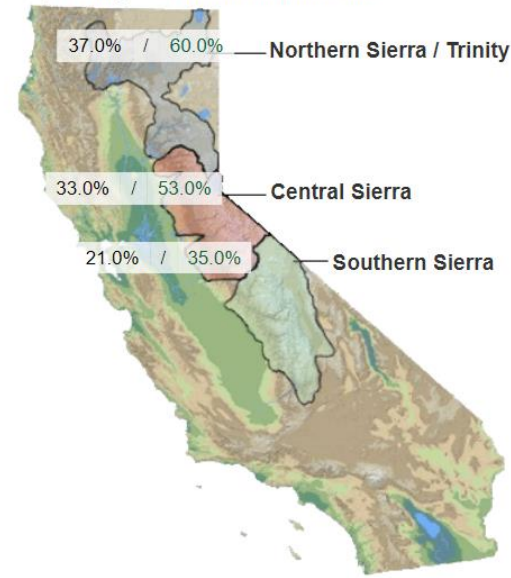 37.0% / 60.0% Northern Sierra / Trinity
33.0% / 53.0% Central Sierra
21.0% / 35.0% Southern Sierra